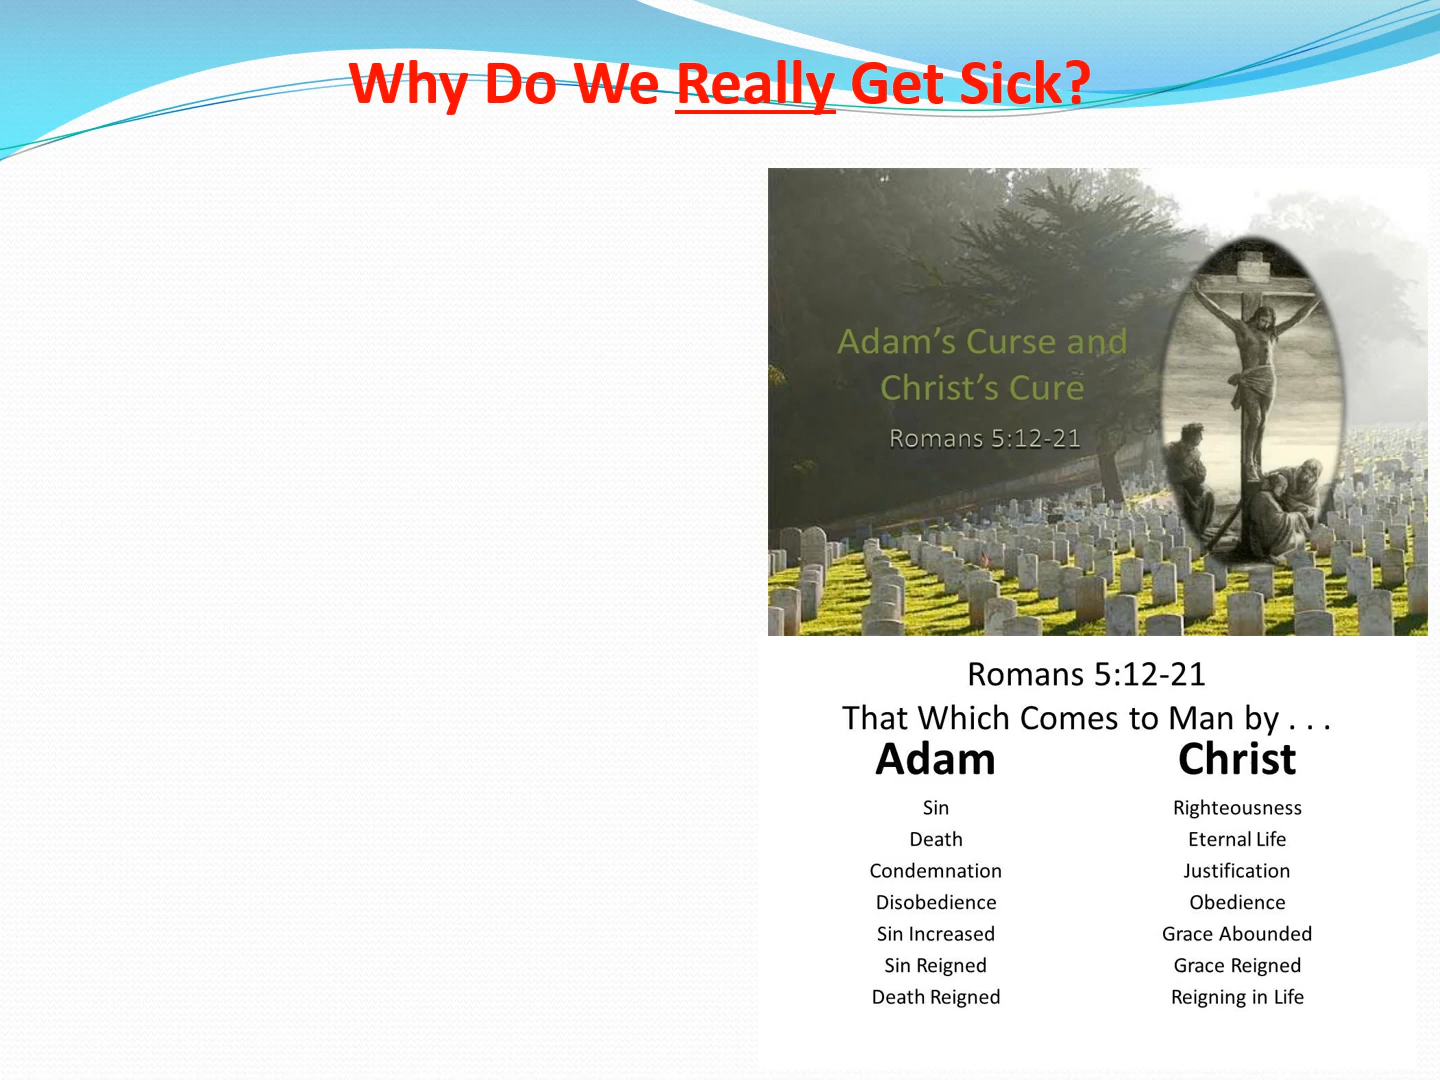 Why Do We Really Get Sick?
Adam’s Curse and
Christ’s Cure
Romans 5:12-21
Romans 5:12-21
That Which Comes to Man by . . .
Adam Christ
Sin Righteousness
Death Eternal Life
Condemnation Justification
Disobedience Obedience
Sin Increased Grace Abounded
Sin Reigned Grace Reigned
Death Reigned Reigning in Life